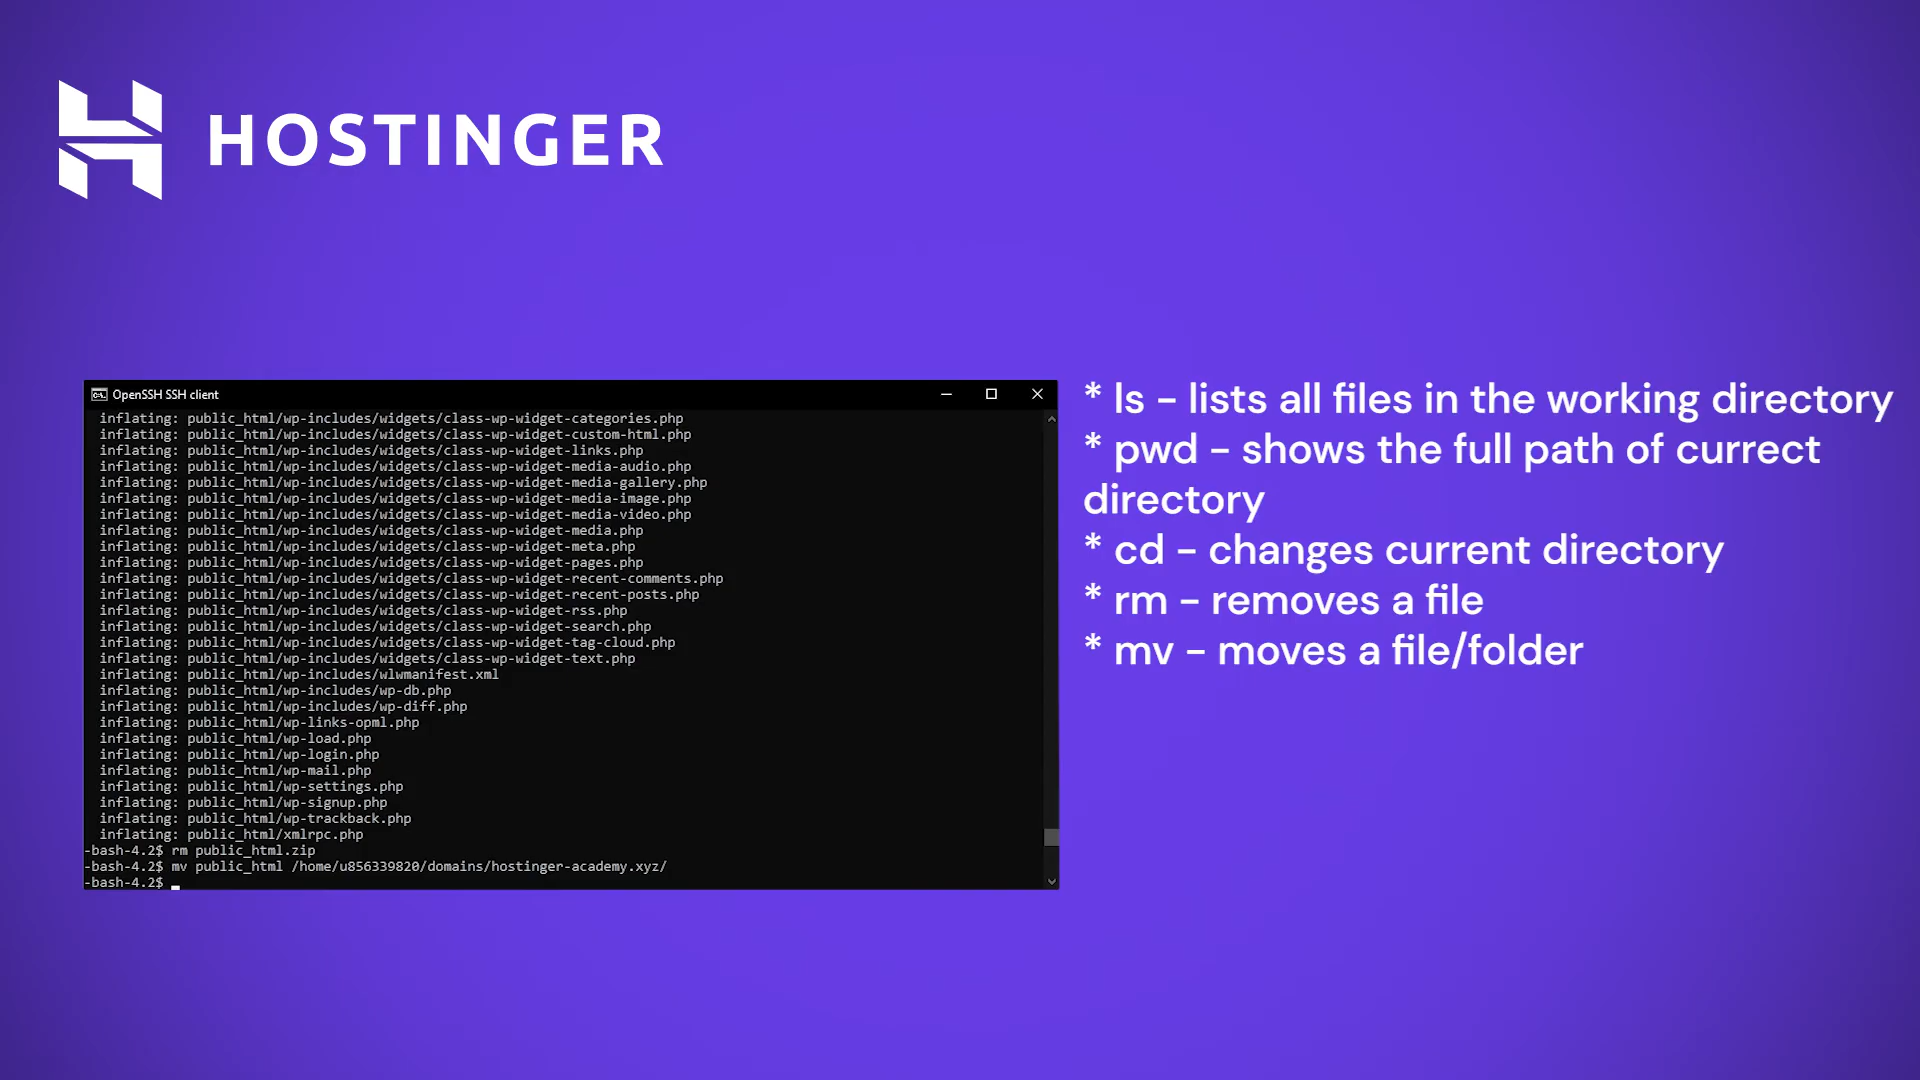 HOSTINGER
OpenSSH SSH client
inflating: public_html/wp-includes/widgets/class-wp-widget-categories.php
inflating: public_html/wp-includes/widgets/class-wp-widget-custom-html.php
inflating: public_html/wp-includes/widgets/class-wp-widget-links.php
inflating: public_html/wp-includes/widgets/class-wp-widget-media-audio.php
inflating: public_html/wp-includes/widgets/class-wp-widget-media-gallery.php
inflating: public_html/wp-includes/widgets/class-wp-widget-media-image.php
inflating: public_html/wp-includes/widgets/class-wp-widget-media-video.php
inflating: public_html/wp-includes/widgets/class-wp-widget-media.php
inflating: public_html/wp-includes/widgets/class-wp-widget-meta.php
inflating: public_html/wp-includes/widgets/class-wp-widget-pages.php
inflating: public_html/wp-includes/widgets/class-wp-widget-recent-comments.php
inflating: public_html/wp-includes/widgets/class-wp-widget-recent-posts.php
inflating: public_html/wp-includes/widgets/class-wp-widget-rss.php
inflating: public_html/wp-includes/widgets/class-wp-widget-search.php
inflating: public_html/wp-includes/widgets/class-wp-widget-tag-cloud.php
inflating: public_html/wp-includes/widgets/class-wp-widget-text.php
inflating: public_html/wp-includes/wlwmanifest.xml
inflating: public_html/wp-includes/wp-db.php
inflating: public_html/wp-includes/wp-diff.php
inflating: public_html/wp-links-opml.php
inflating: public_html/wp-load.php
inflating: public_html/wp-login.php
inflating: public_html/wp-mail.php
inflating: public_html/wp-settings.php
inflating: public_html/wp-signup.php
inflating: public_html/wp-trackback.php
inflating: public_html/xmlrpc.php
-bash-4.2$ rm public_html.zip
-bash-4.2$ mv public_html /home/u856339820/domains/hostinger-academy.xyz/
-bash-4.2$
* ls - lists all files in the working directory
* pwd - shows the full path of currect
directory
* cd - changes current directory
* rm - removes a file
* mv - moves a file/folder